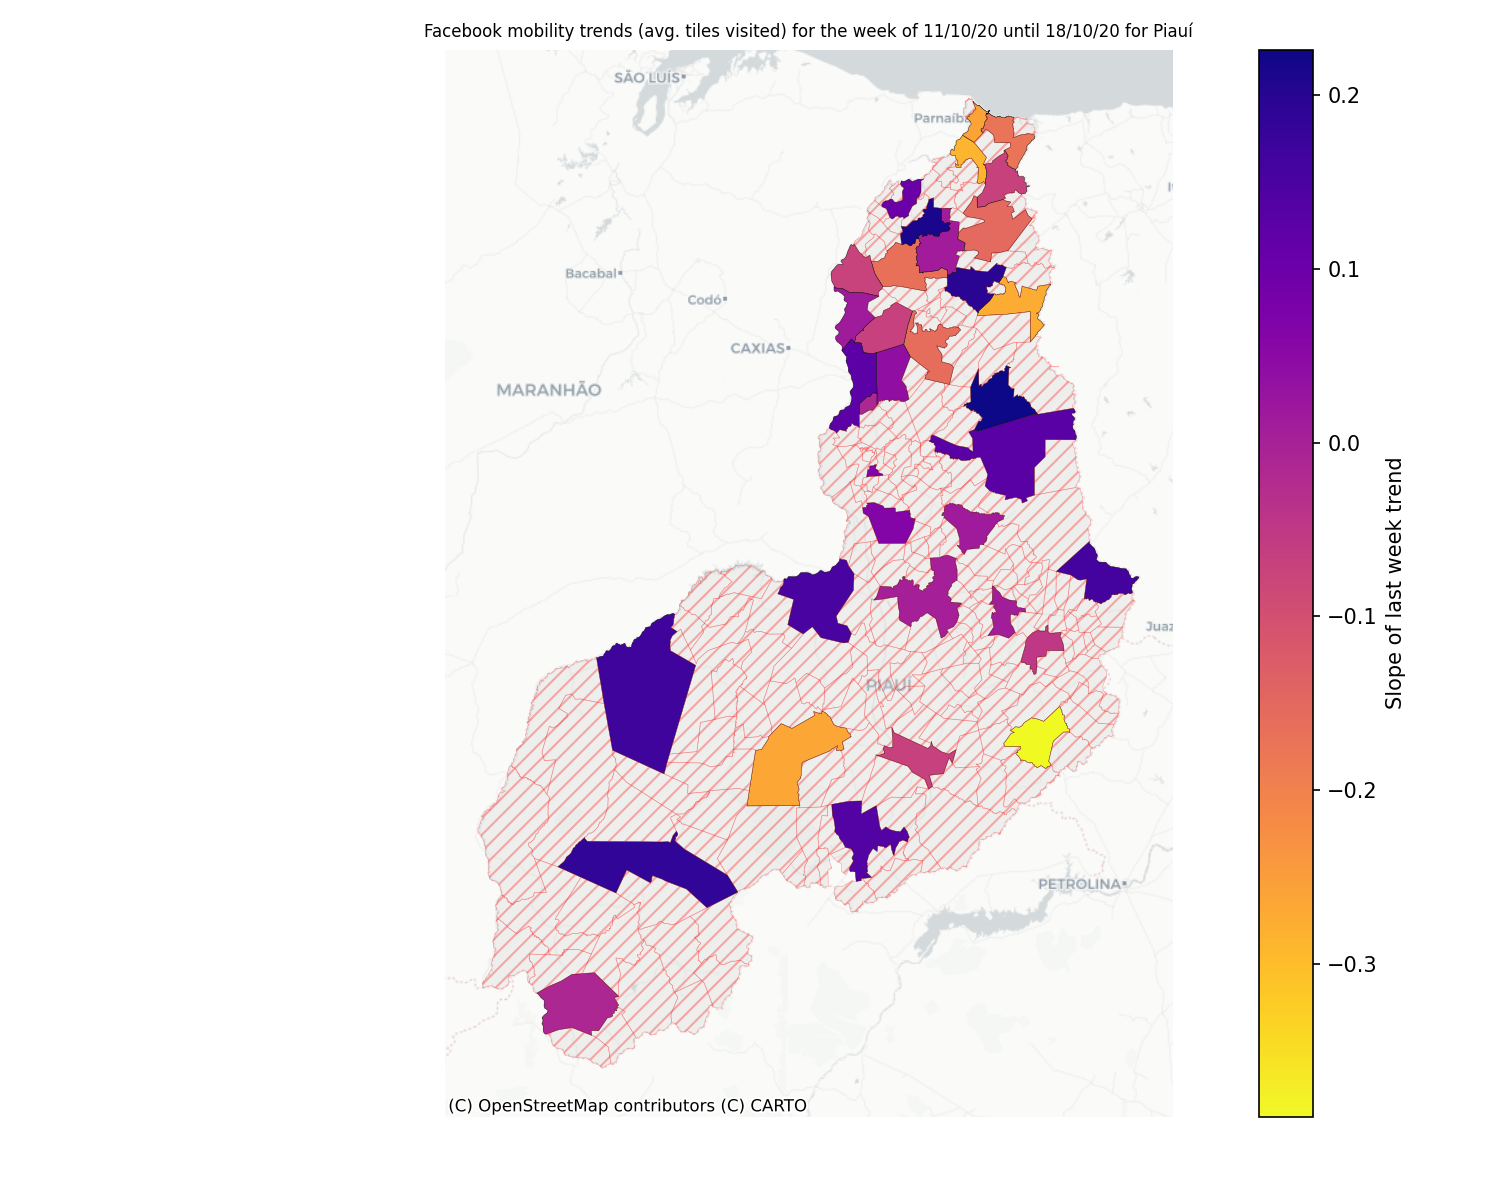 Facebook mobility trends (avg. tiles visited) for the week of 11/10/20 until 18/10/20 for Piauí
SÃO LUÍS
Parnaíba
Bacabal
Codó
CAXIAS
MARANHÃO
Juaz
PIAUÍ
PETROLINA
(C) OpenStreetMap contributors (C) CARTO
0.2
0.1
0.0
−0.1
−0.2
−0.3
Slope of last week trend